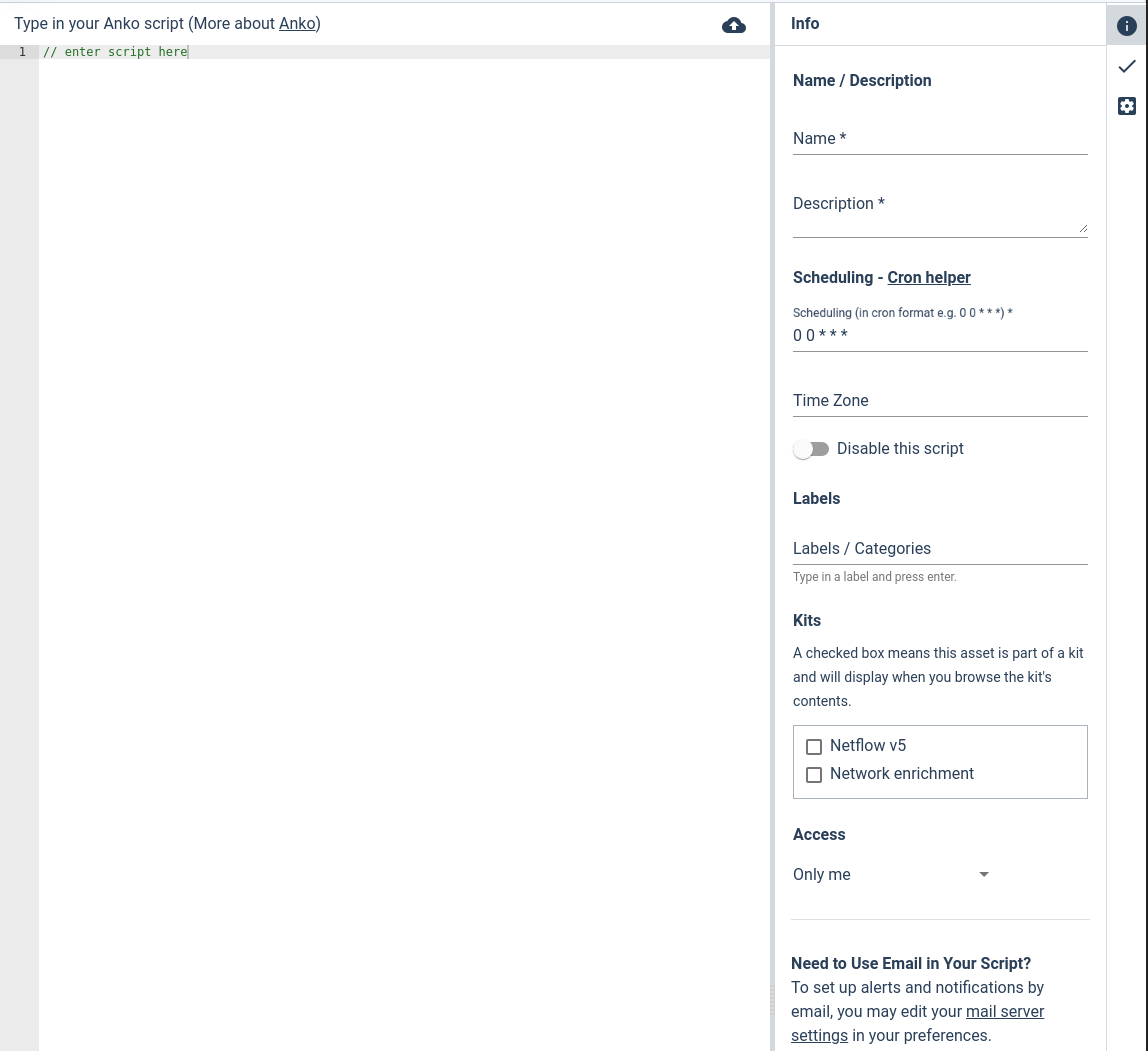 Type in your Anko script (More about Anko)
1 // enter script here
Info
Name / Description
Name *
Description *
Scheduling - Cron helper
Scheduling (in cron format e.g. 0 0 * * *) *
0 0 * * *
Time Zone
Disable this script
Labels
Labels / Categories
Type in a label and press enter.
Kits
A checked box means this asset is part of a kit
and will display when you browse the kit's
contents.
Netflow v5
Network enrichment
Access
Only me
Need to Use Email in Your Script?
To set up alerts and notifications by
email, you may edit your mail server
settings in your preferences.